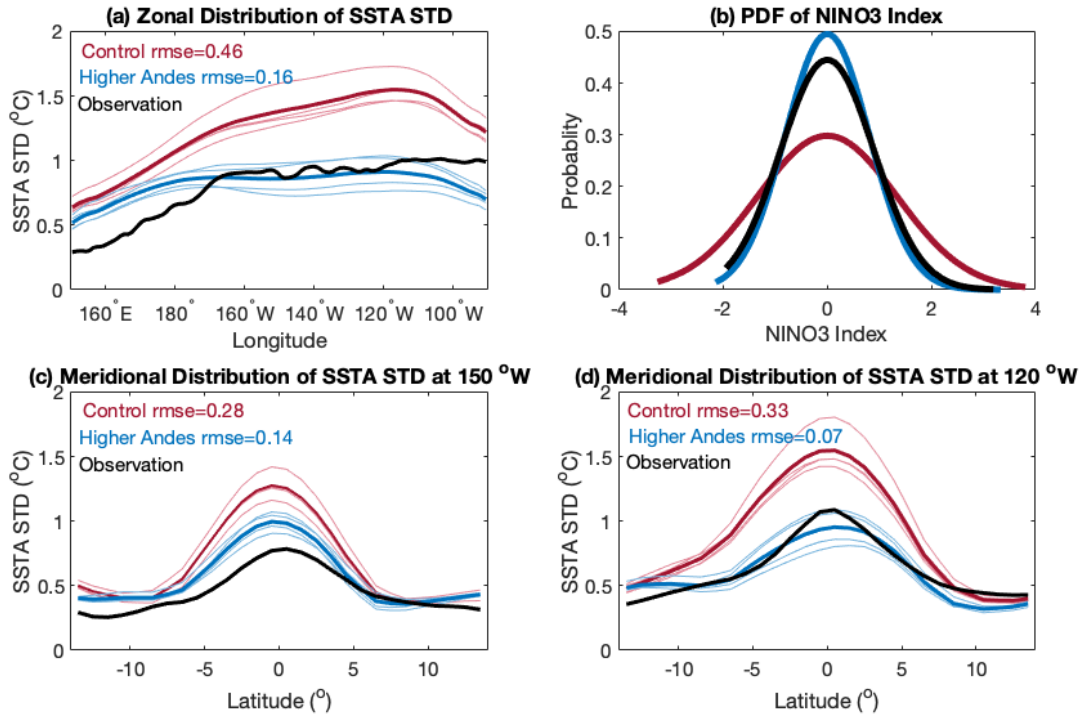 (a) Zonal Distribution of SSTA STD
2
1.5
1
0.5
0
SSTA STD (°C)
Control rmse=0.46
Higher Andes rmse=0.16
Observation
160°E 180° 160°W 140°W 120°W 100°W
Longitude
(b) PDF of NINO3 Index
0.5
0.4
0.3
0.2
0.1
0
Probablity
-4 -2 0 2 4
NINO3 Index
(c) Meridional Distribution of SSTA STD at 150 °W
2
1.5
1
0.5
0
SSTA STD (°C)
Control rmse=0.28
Higher Andes rmse=0.14
Observation
-10 -5 0 5 10
Latitude (°)
(d) Meridional Distribution of SSTA STD at 120 °W
2
1.5
1
0.5
0
SSTA STD (°C)
Control rmse=0.33
Higher Andes rmse=0.07
Observation
-10 -5 0 5 10
Latitude (°)